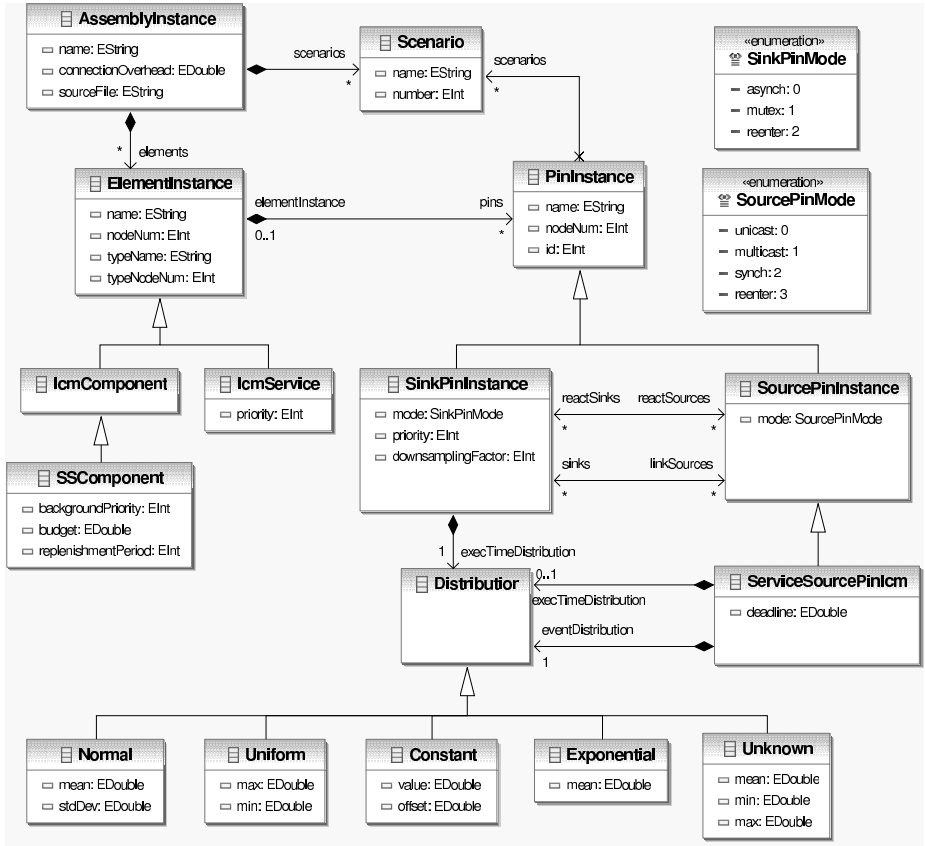 AssemblyInstance
name: EString
connectionOverhead: EDouble
sourceFile: EString
scenarios
*
Scenario
name: EString
number: EInt
scenarios
*
«enumeration»
SinkPinMode
asynch: 0
mutex: 1
reenter: 2
* elements
ElementInstance
name: EString
nodeNum: EInt
typeName: EString
typeNodeNum: EInt
elementInstance
0..1
pins
*
PinInstance
name: EString
nodeNum: EInt
id: EInt
«enumeration»
SourcePinMode
unicast: 0
multicast: 1
synch: 2
reenter: 3
IcmComponent
IcmService
priority: EInt
SSComponent
backgroundPriority: EInt
budget: EDouble
replenishmentPeriod: EInt
SinkPinInstance
mode: SinkPinMode
priority: EInt
downsamplingFactor: EInt
reactSinks reactSources
* *
sinks linkSources
* *
SourcePinInstance
mode: SourcePinMode
1 execTimeDistribution
Distributior
0..1
execTimeDistribution
eventDistribution
1
ServiceSourcePinIcm
deadline: EDouble
Normal
mean: EDouble
stdDev: EDouble
Uniform
max: EDouble
min: EDouble
Constant
value: EDouble
offset: EDouble
Exponential
mean: EDouble
Unknown
mean: EDouble
min: EDouble
max: EDouble